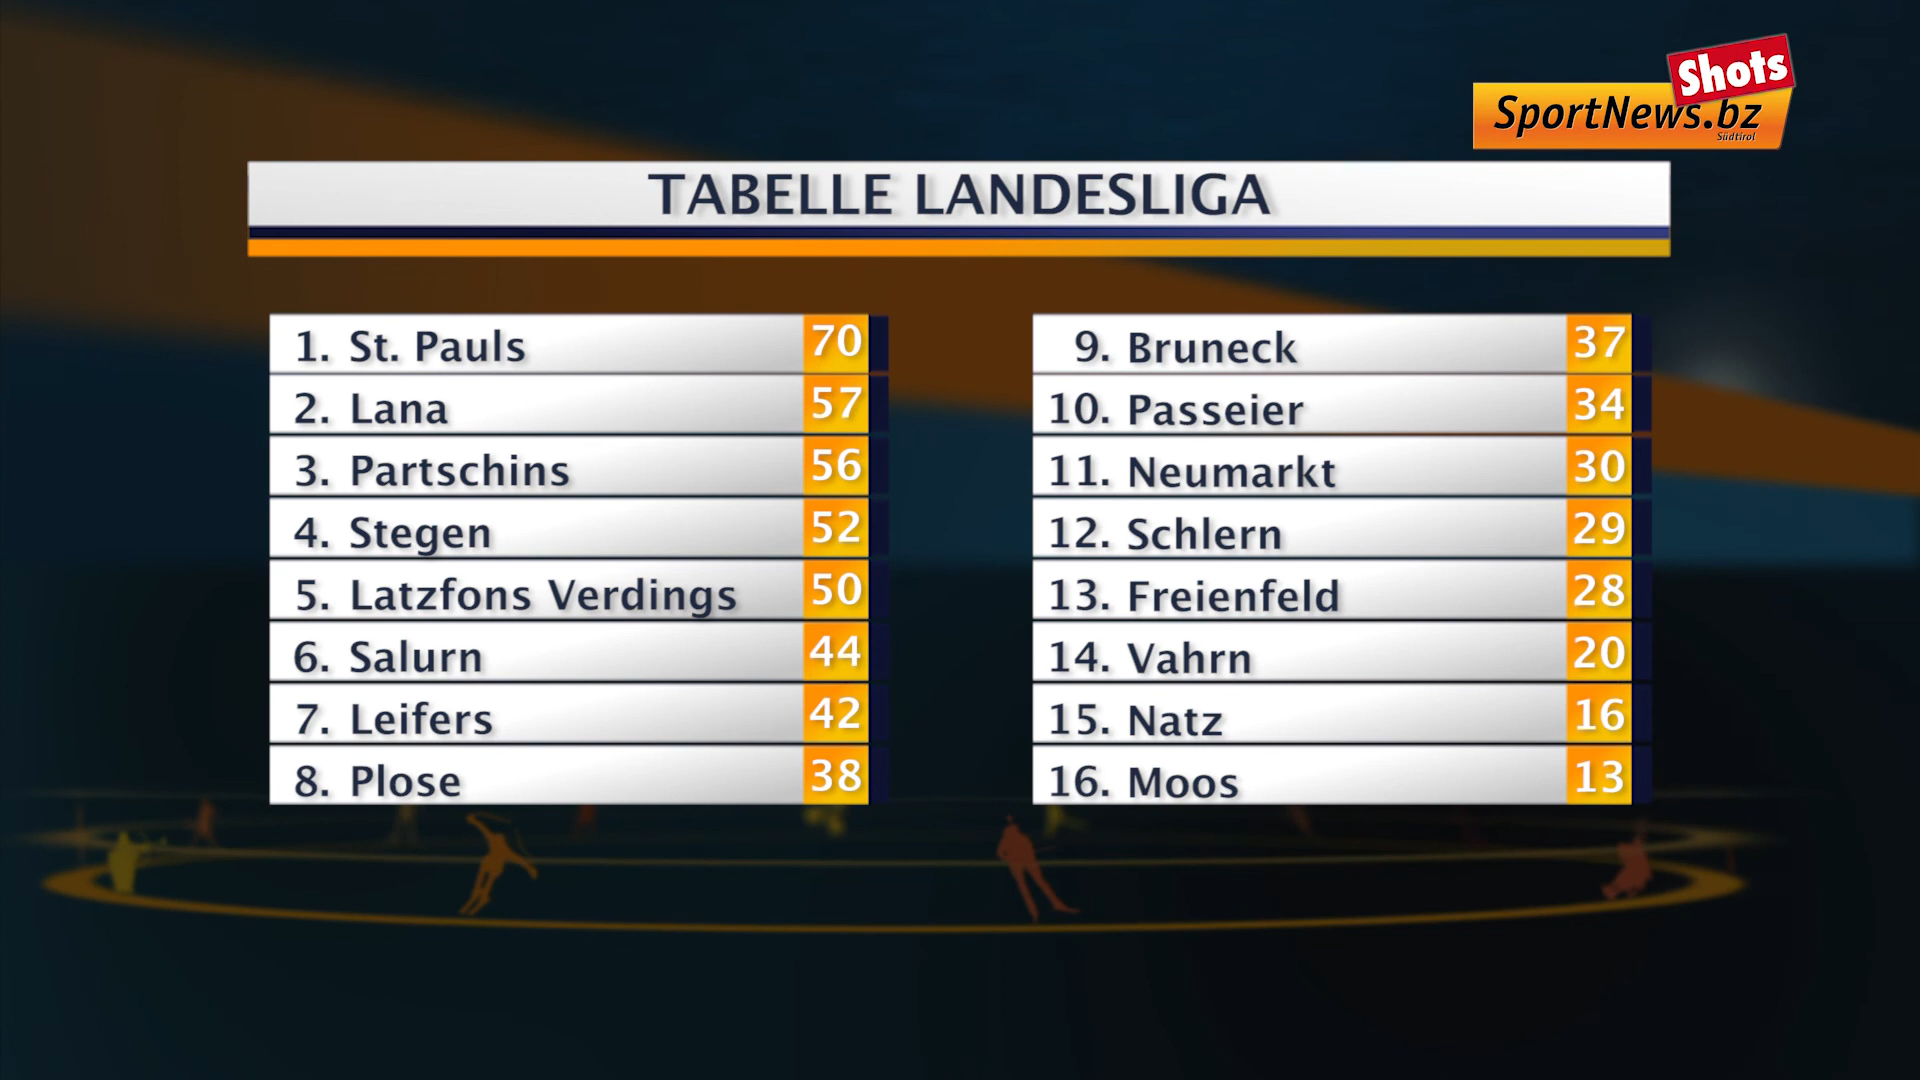 Shots
SportNews.bz
Südtirol
TABELLE LANDESLIGA
1. St. Pauls 70
2. Lana 57
3. Partschins 56
4. Stegen 52
5. Latzfons Verdings 50
6. Salurn 44
7. Leifers 42
8. Plose 38
9. Bruneck 37
10. Passeier 34
11. Neumarkt 30
12. Schlern 29
13. Freienfeld 28
14. Vahrn 20
15. Natz 16
16. Moos 13